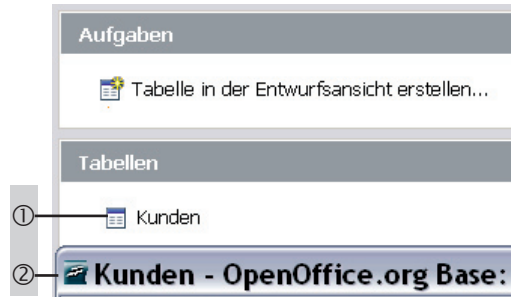 Aufgaben
Tabelle in der Entwurfsansicht erstellen...
Tabellen
① Kunden
② Kunden - OpenOffice.org Base: